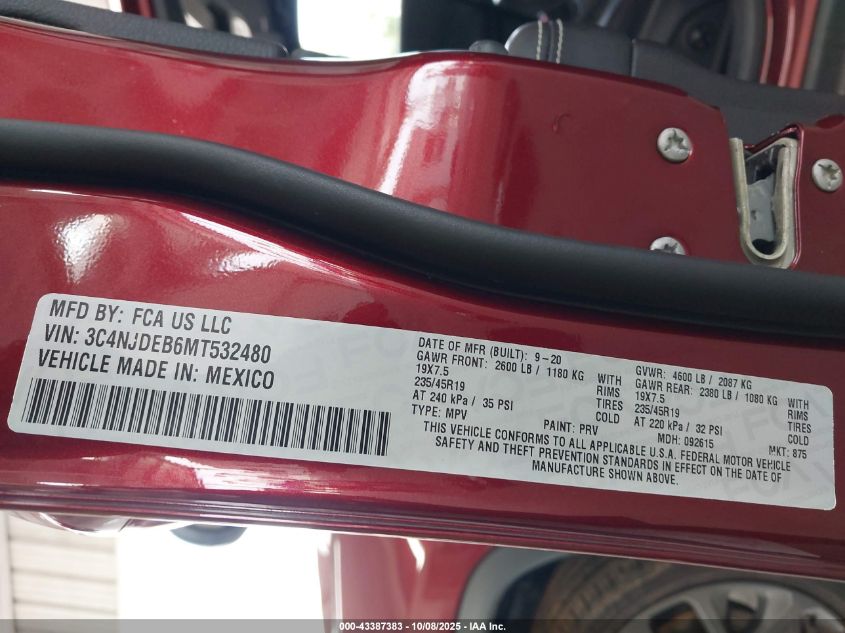 MFD BY: FCA US LLC
VIN: 3C4NJDEB6MT532480
VEHICLE MADE IN: MEXICO
DATE OF MFR (BUILT): 9-20
GAWR FRONT: 2600 LB / 1180 KG WITH
19X7.5 RIMS
235/45R19 TIRES
AT 240 kPa / 35 PSI COLD
TYPE: MPV PAINT: PRV
GVWR: 4600 LB / 2087 KG
GAWR REAR: 2380 LB / 1080 KG WITH
19X7.5 RIMS
235/45R19 TIRES
AT 220 kPa / 32 PSI COLD
MDH: 092615 MKT: 875
THIS VEHICLE CONFORMS TO ALL APPLICABLE U.S.A. FEDERAL MOTOR VEHICLE
SAFETY AND THEFT PREVENTION STANDARDS IN EFFECT ON THE DATE OF
MANUFACTURE SHOWN ABOVE.
000-43387383 - 10/08/2025 - IAA Inc.